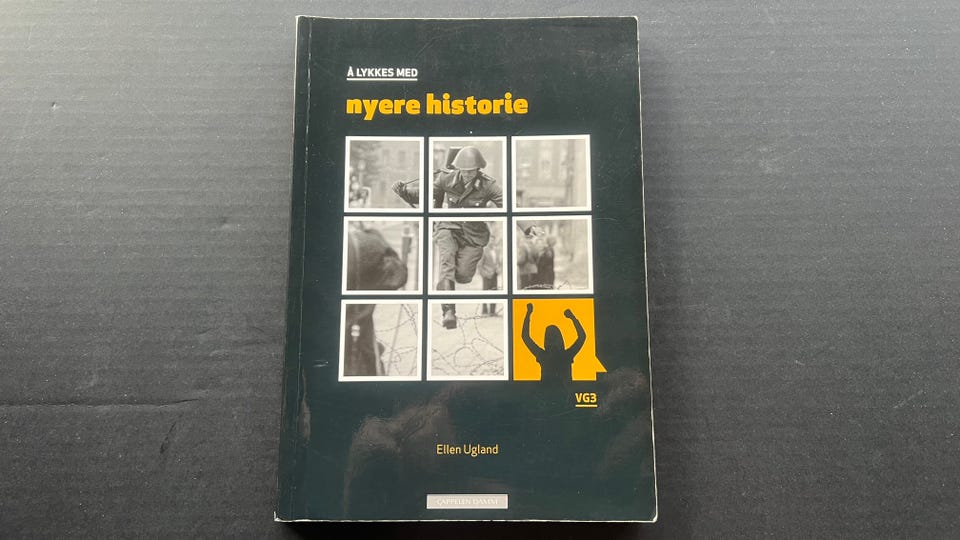 Å LYKKES MED
nyere historie
VG3
Ellen Ugland
CAPPELEN DAMM